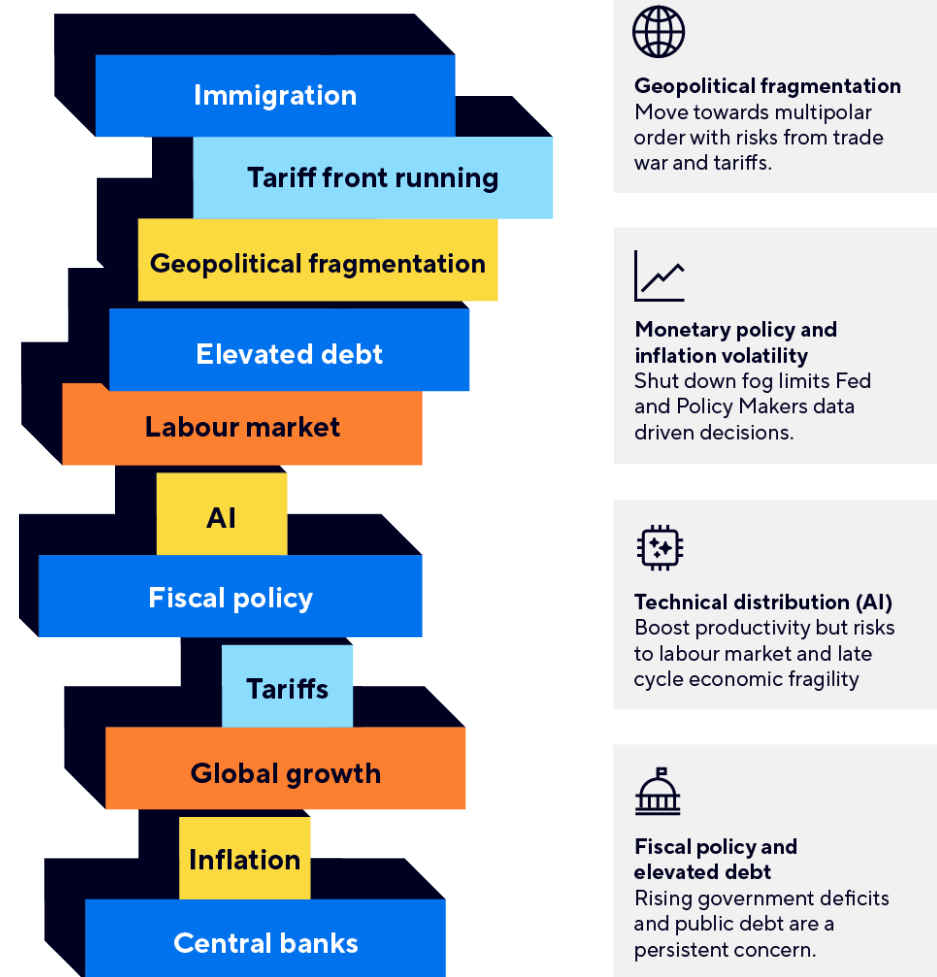 Immigration
Tariff front running
Geopolitical fragmentation
Elevated debt
Labour market
AI
Fiscal policy
Tariffs
Global growth
Inflation
Central banks
Geopolitical fragmentation
Move towards multipolar
order with risks from trade
war and tariffs.
Monetary policy and
inflation volatility
Shut down fog limits Fed
and Policy Makers data
driven decisions.
Technical distribution (AI)
Boost productivity but risks
to labour market and late
cycle economic fragility
Fiscal policy and
elevated debt
Rising government deficits
and public debt are a
persistent concern.